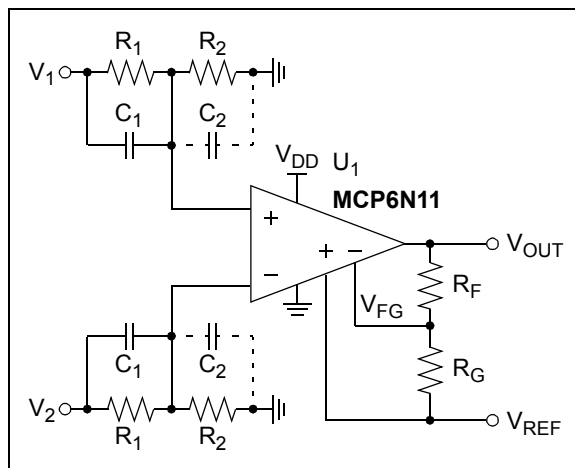 R1 R2
V1
C1 C2
VDD U1
MCP6N11
+
+ −
−
VOUT
RF
VFG
C1 C2
RG
V2
VREF
R1 R2